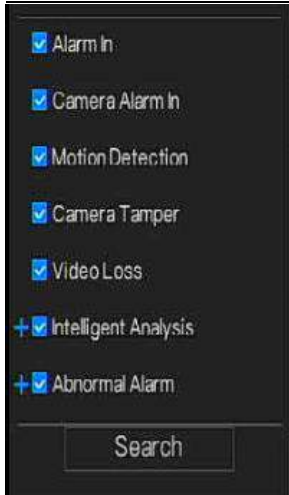 Alarm In
Camera Alarm In
Motion Detection
Camera Tamper
Video Loss
Intelligent Analysis
Abnormal Alarm
Search